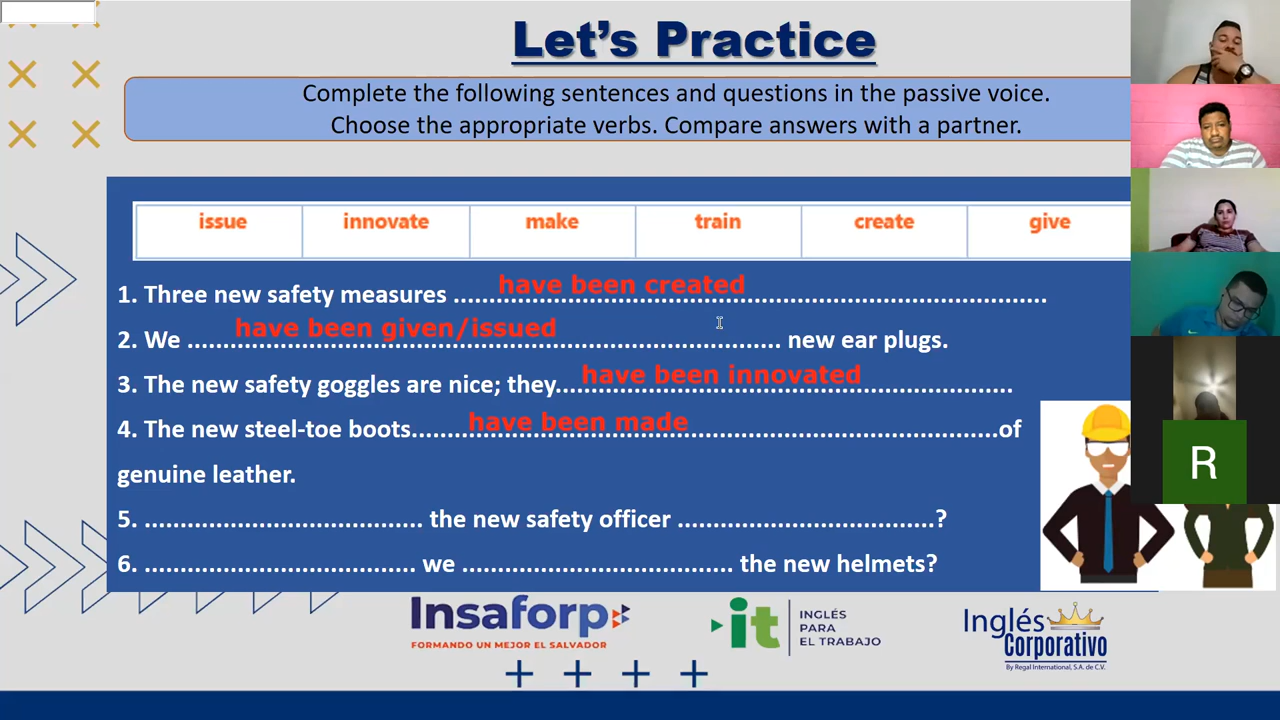 Let's Practice
Complete the following sentences and questions in the passive voice.
Choose the appropriate verbs. Compare answers with a partner.
issue innovate make train create give
1. Three new safety measures ...................................................................................... have been created
2. We ...................................................................................... new ear plugs. have been given/issued
3. The new safety goggles are nice; they...................................................................... have been innovated
4. The new steel-toe boots......................................................................................of have been made
genuine leather.
5. ...................................... the new safety officer ...................................?
6. ..................................... we ..................................... the new helmets?
R
Insaforp
FORMANDO UN MEJOR EL SALVADOR
it INGLÉS
PARA
EL TRABAJO
Inglés
Corporativo
By Regal International, S.A. de C.V.